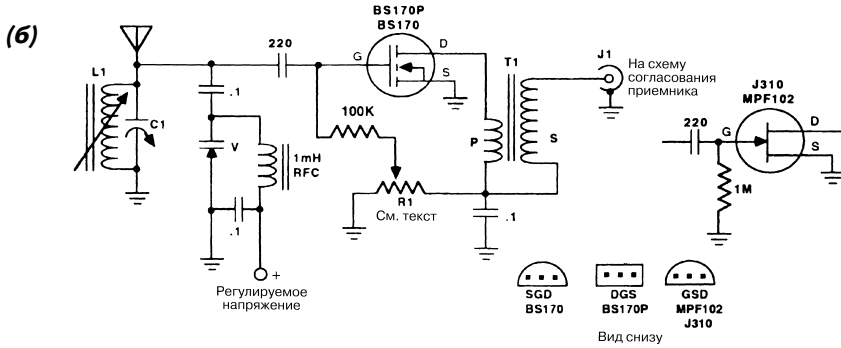 (б)
BS170P
BS170
220
D
G
S
T1
J1
На схему
согласования
приемника
L1
C1
.1
V
1mH
RFC
100K
P
S
R1
См. текст
.1
.1
+
Регулируемое
напряжение
J310
MPF102
220
G
D
S
1M
SGD
BS170
DGS
BS170P
GSD
MPF102
J310
Вид снизу